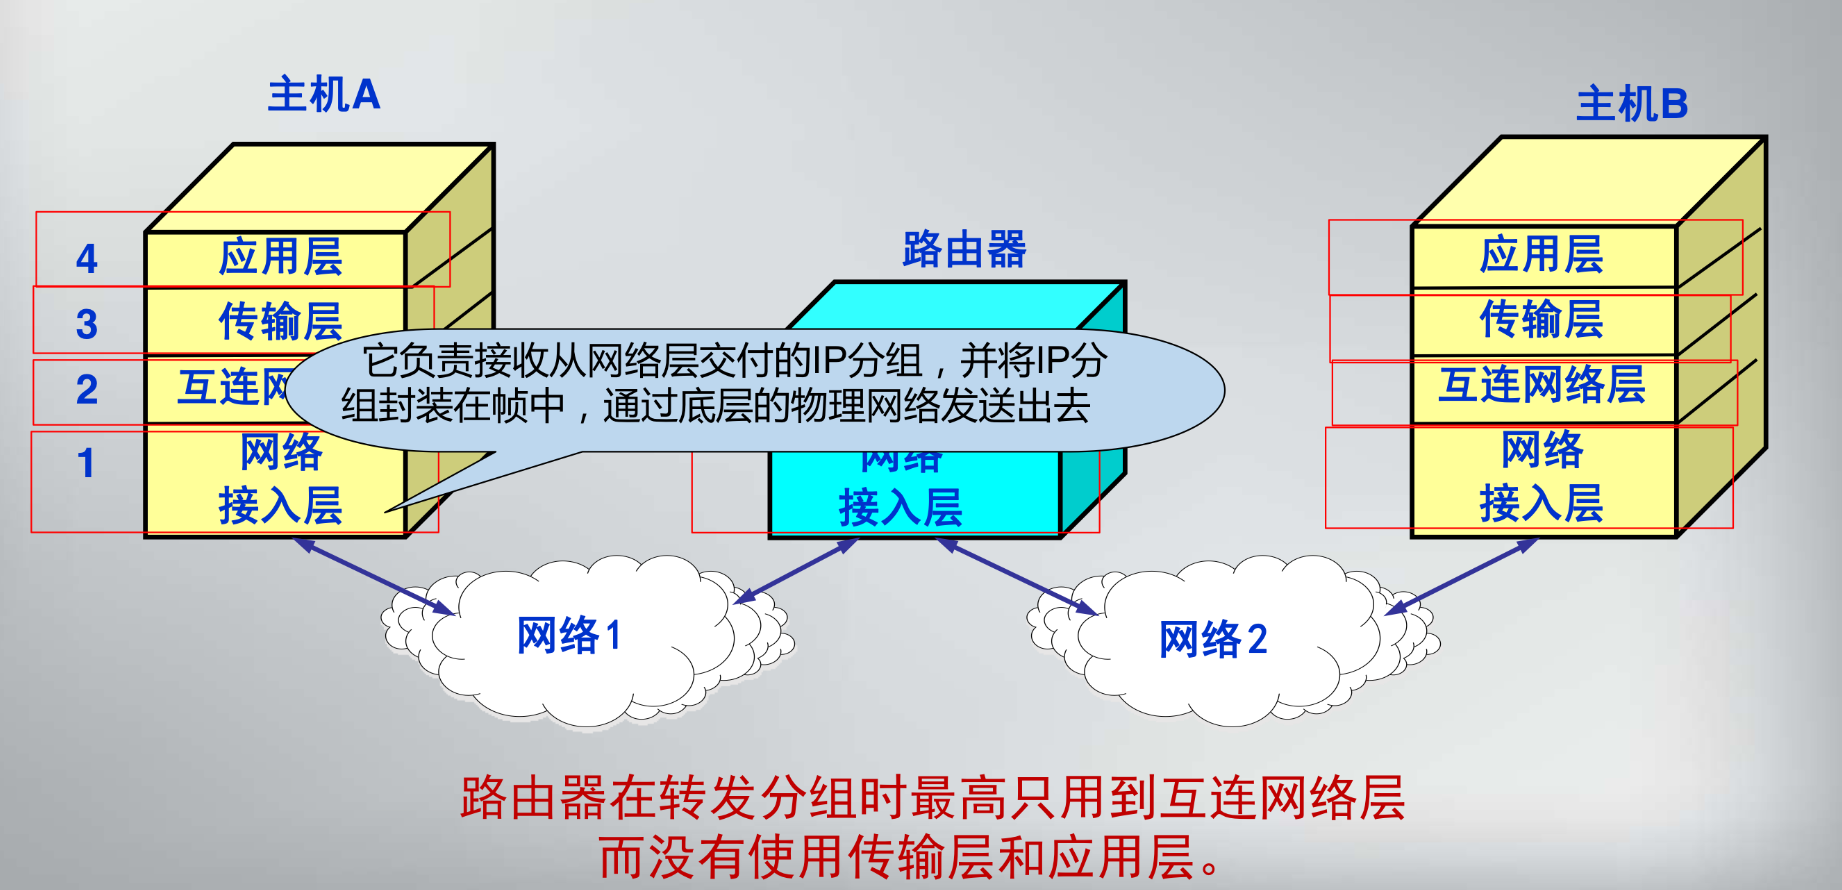 主机A
主机B
路由器
4
应用层
3
传输层
2
互连网
1
网络
接入层
它负责接收从网络层交付的IP分组，并将IP分
组封装在帧中，通过底层的物理网络发送出去
网络
接入层
应用层
传输层
互连网络层
网络
接入层
网络1
网络2
路由器在转发分组时最高只用到互连网络层
而没有使用传输层和应用层。